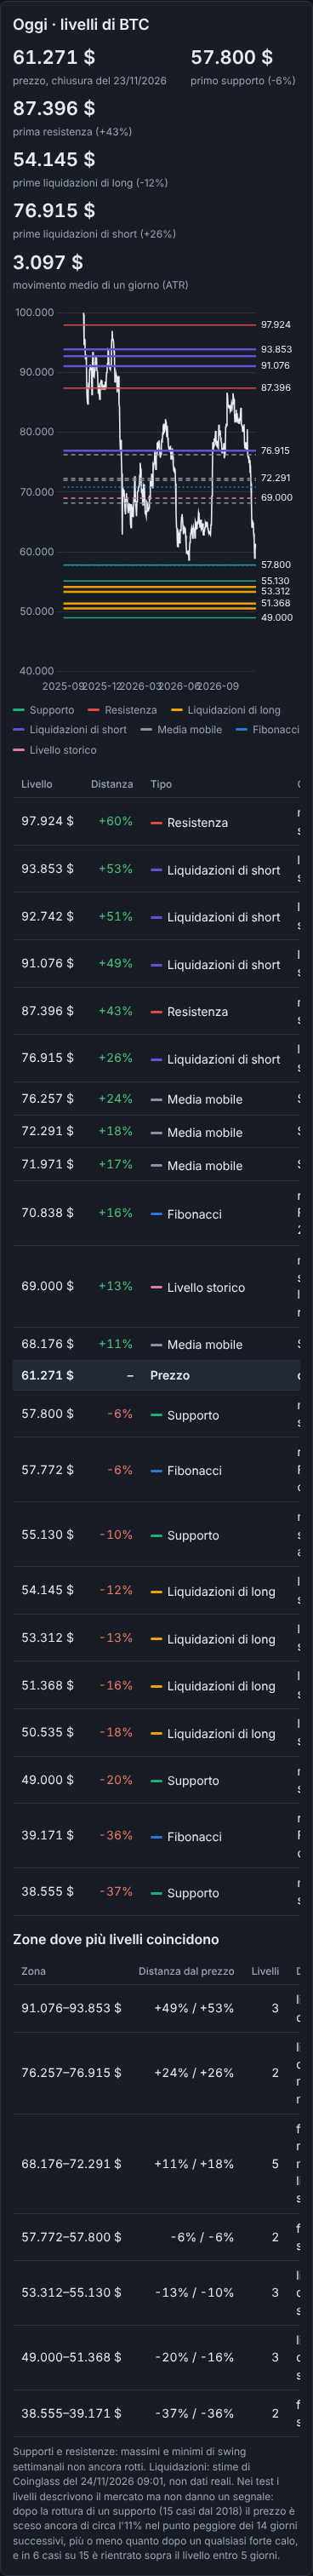 Oggi · livelli di BTC
61.271 $
prezzo, chiusura del 23/11/2026
57.800 $
primo supporto (-6%)
87.396 $
prima resistenza (+43%)
54.145 $
prime liquidazioni di long (-12%)
76.915 $
prime liquidazioni di short (+26%)
3.097 $
movimento medio di un giorno (ATR)
100.000
90.000
80.000
70.000
60.000
50.000
40.000
97.924
93.853
91.076
87.396
76.915
72.291
69.000
57.800
55.130
53.312
51.368
49.000
2025-09 2025-12 2026-03 2026-06 2026-09
Supporto Resistenza Liquidazioni di long
Liquidazioni di short Media mobile Fibonacci
Livello storico
Livello Distanza Tipo
97.924 $ +60% Resistenza
93.853 $ +53% Liquidazioni di short
92.742 $ +51% Liquidazioni di short
91.076 $ +49% Liquidazioni di short
87.396 $ +43% Resistenza
76.915 $ +26% Liquidazioni di short
76.257 $ +24% Media mobile
72.291 $ +18% Media mobile
71.971 $ +17% Media mobile
70.838 $ +16% Fibonacci
69.000 $ +13% Livello storico
68.176 $ +11% Media mobile
61.271 $ – Prezzo
57.800 $ -6% Supporto
57.772 $ -6% Fibonacci
55.130 $ -10% Supporto
54.145 $ -12% Liquidazioni di long
53.312 $ -13% Liquidazioni di long
51.368 $ -16% Liquidazioni di long
50.535 $ -18% Liquidazioni di long
49.000 $ -20% Supporto
39.171 $ -36% Fibonacci
38.555 $ -37% Supporto
Zone dove più livelli coincidono
Zona Distanza dal prezzo Livelli
91.076–93.853 $ +49% / +53% 3
76.257–76.915 $ +24% / +26% 2
68.176–72.291 $ +11% / +18% 5
57.772–57.800 $ -6% / -6% 2
53.312–55.130 $ -13% / -10% 3
49.000–51.368 $ -20% / -16% 3
38.555–39.171 $ -37% / -36% 2
Supporti e resistenze: massimi e minimi di swing
settimanali non ancora rotti. Liquidazioni: stime di
Coinglass del 24/11/2026 09:01, non dati reali. Nei test i
livelli descrivono il mercato ma non danno un segnale:
dopo la rottura di un supporto (15 casi dal 2018) il prezzo è
sceso ancora di circa l'11% nel punto peggiore dei 14 giorni
successivi, più o meno quanto dopo un qualsiasi forte calo,
e in 6 casi su 15 è rientrato sopra il livello entro 5 giorni.